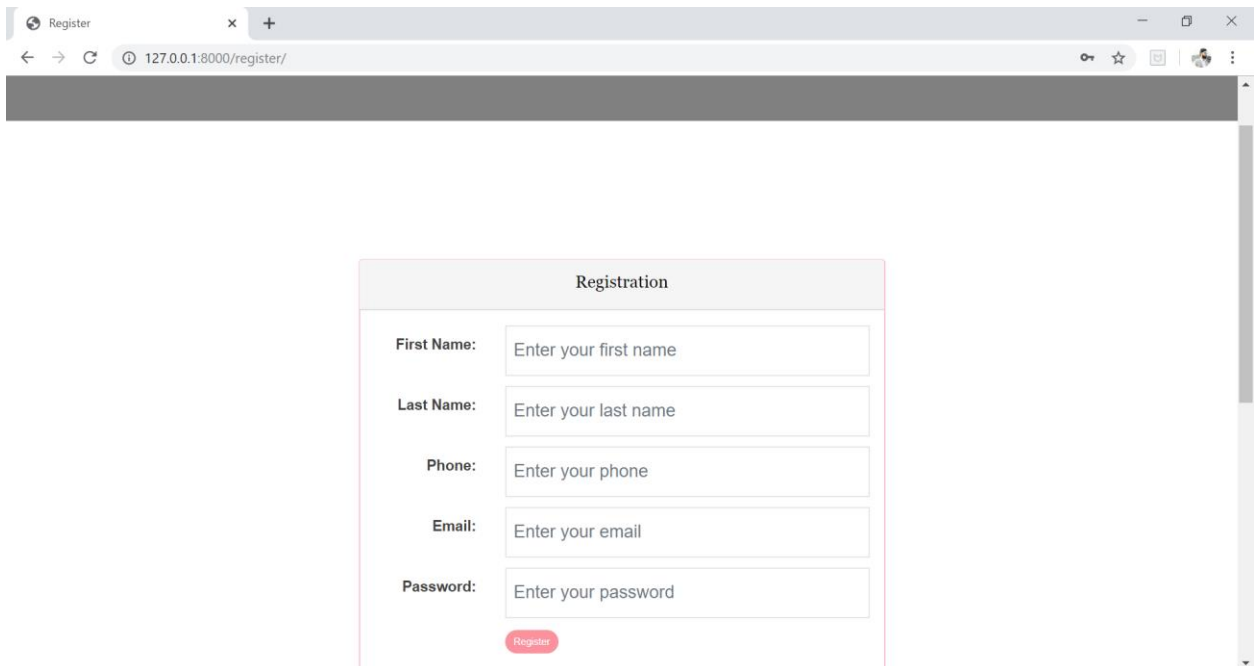 Register
127.0.0.1:8000/register/
Registration
First Name: Enter your first name
Last Name: Enter your last name
Phone: Enter your phone
Email: Enter your email
Password: Enter your password
Register